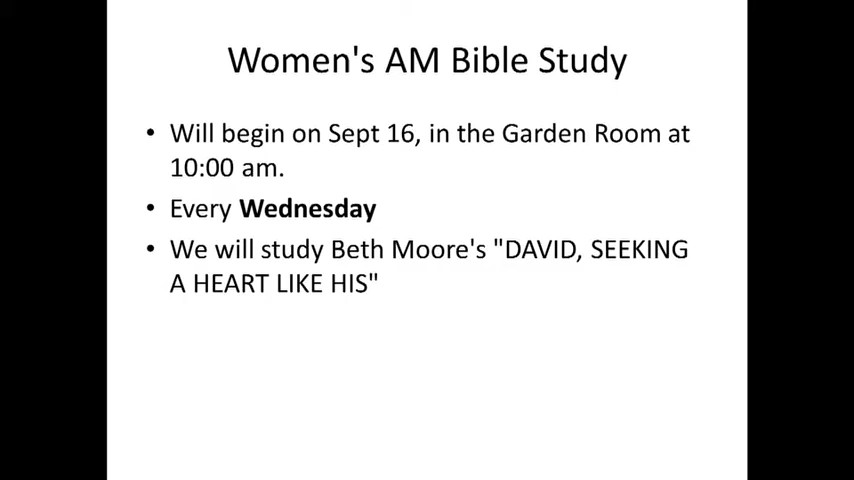 Women's AM Bible Study
• Will begin on Sept 16, in the Garden Room at
10:00 am.
• Every Wednesday
• We will study Beth Moore's "DAVID, SEEKING
A HEART LIKE HIS"